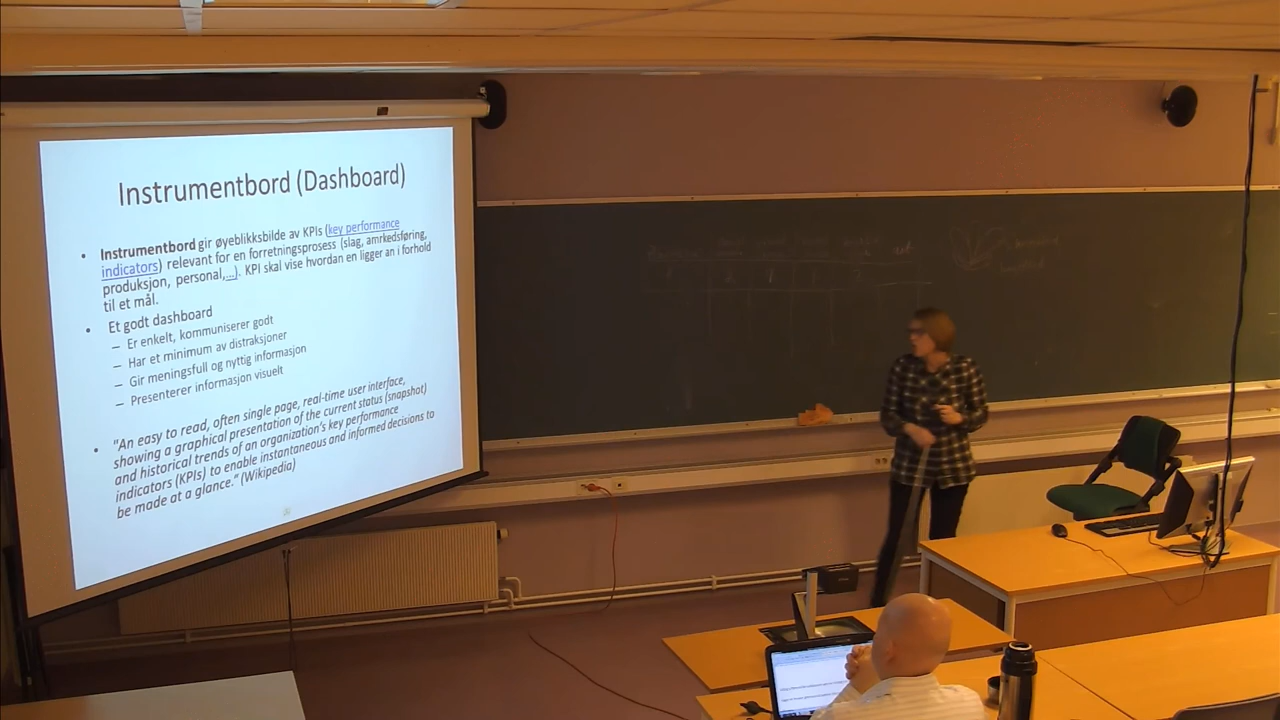 Instrumentbord (Dashboard)
• Instrumentbord gir øyeblikksbilde av KPIs (key performance
indicators) relevant for en forretningsprosess (slag, amrkedsføring,
produksjon, personal,...). KPI skal vise hvordan en ligger an i forhold
til et mål.
• Et godt dashboard
– Er enkelt, kommuniserer godt
– Har et minimum av distraksjoner
– Gir meningsfull og nyttig informasjon
– Presenterer informasjon visuelt
• "An easy to read, often single page, real-time user interface,
showing a graphical presentation of the current status (snapshot)
and historical trends of an organization's key performance
indicators (KPIs) to enable instantaneous and informed decisions to
be made at a glance." (Wikipedia)